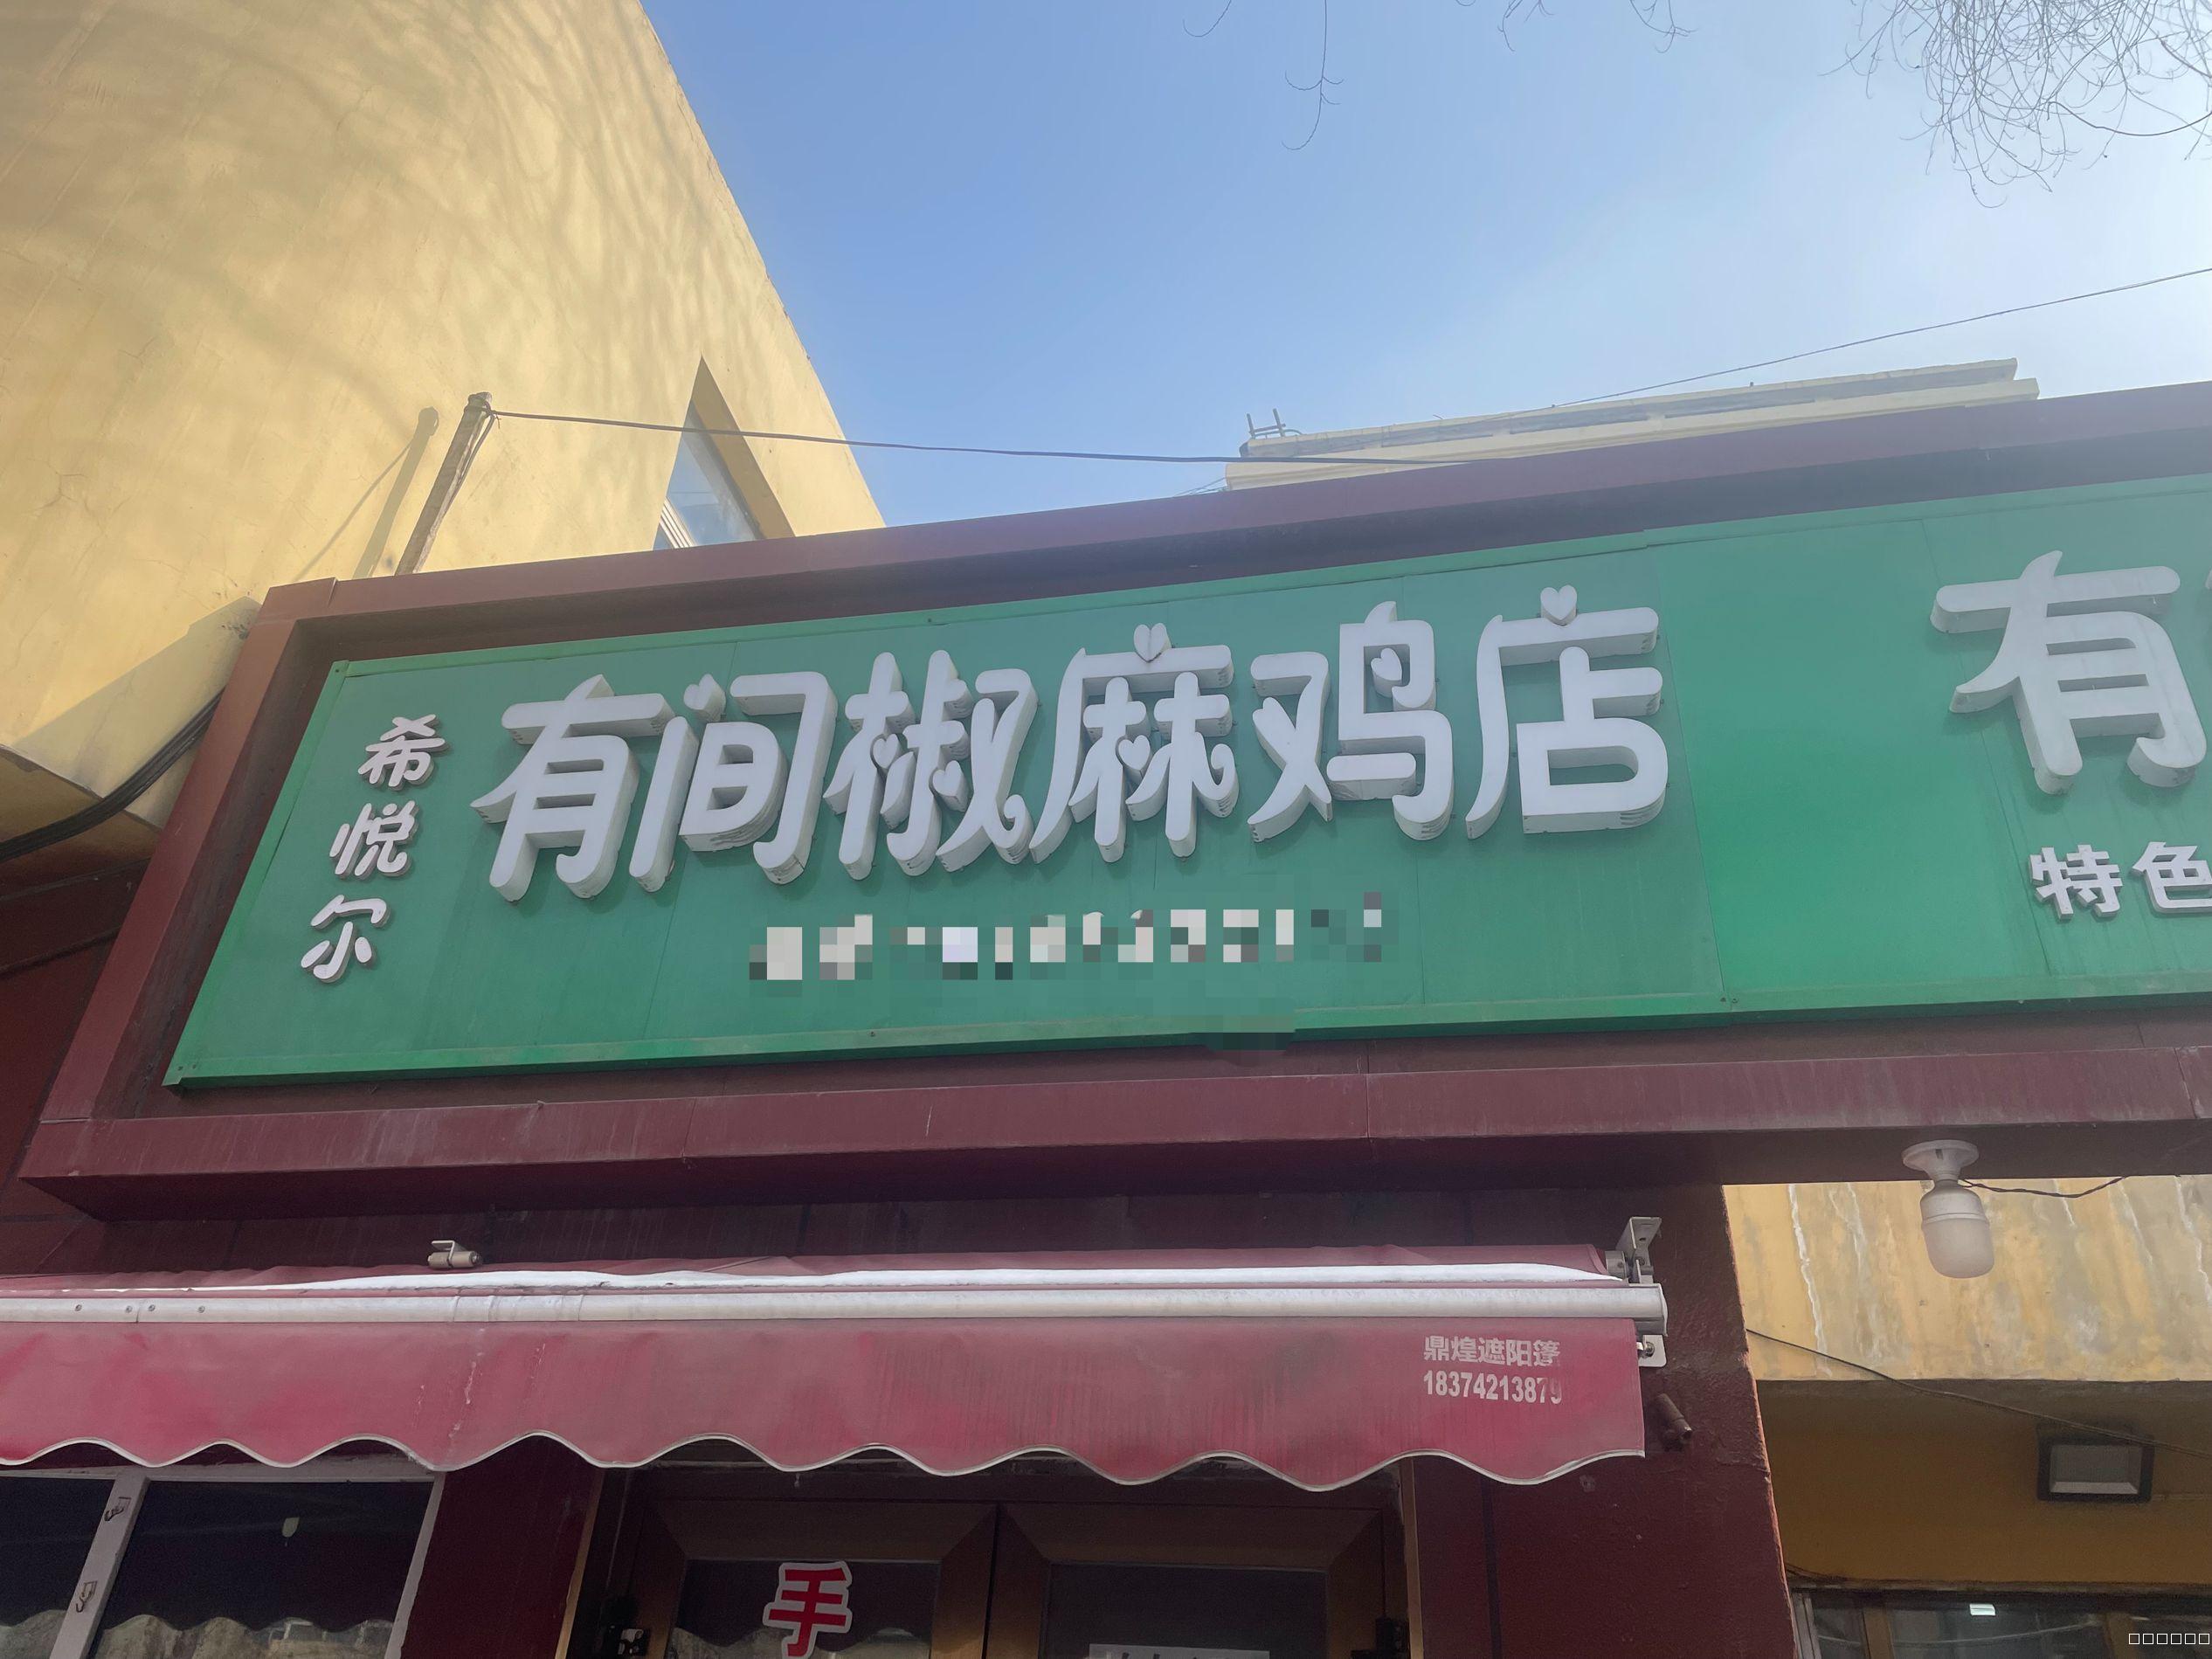 希悦尔
有间椒麻鸡店
有
特色
鼎煌遮阳篷
18374213879
手